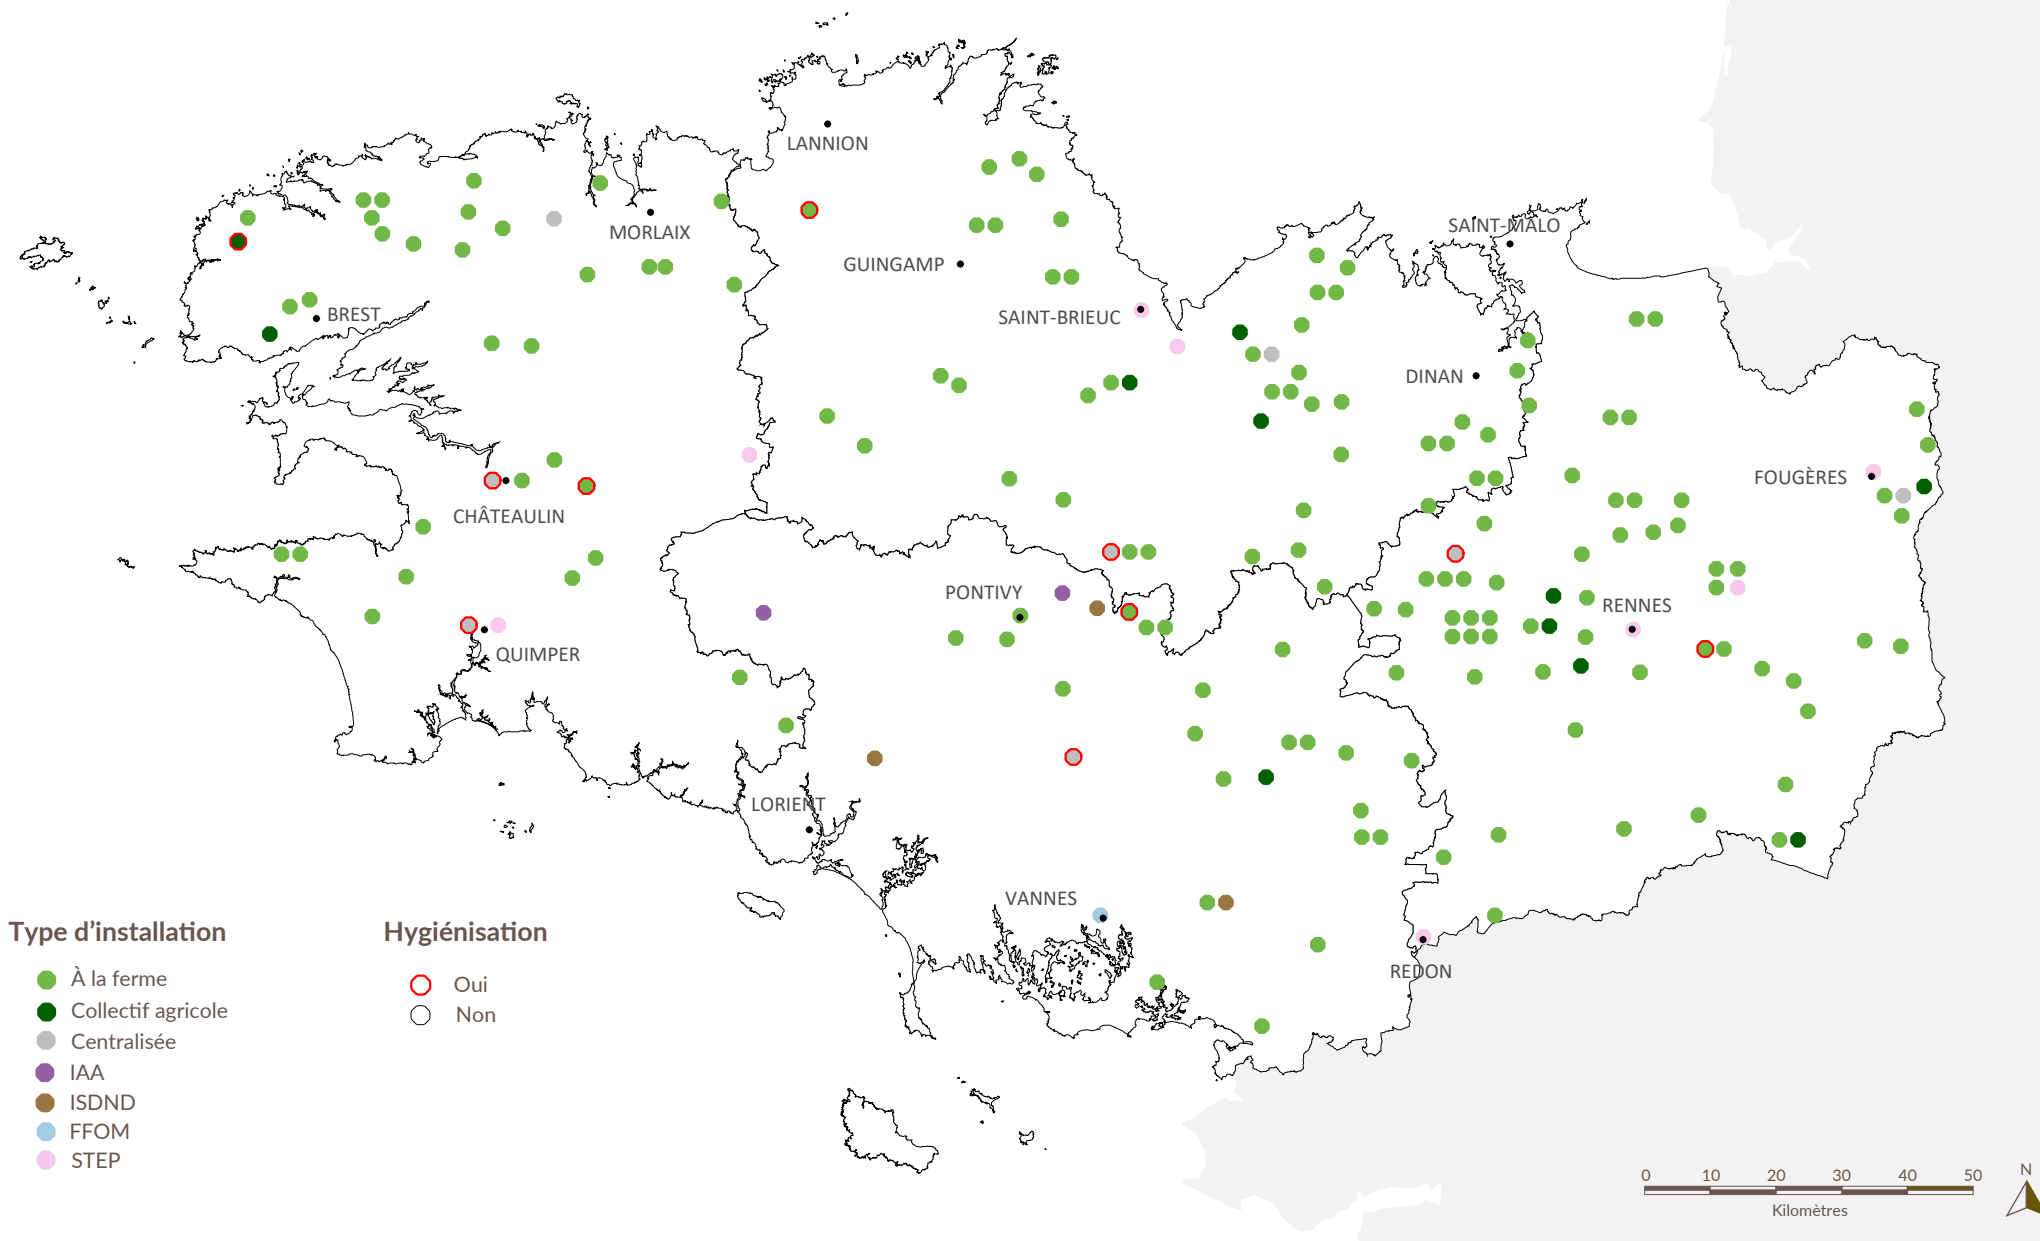 LANNION
MORLAIX
SAINT-MALO
GUINGAMP
BREST
SAINT-BRIEUC
DINAN
FOUGÈRES
CHÂTEAULIN
PONTIVY
RENNES
QUIMPER
LORIENT
VANNES
REDON
Type d'installation
À la ferme
Collectif agricole
Centralisée
IAA
ISDND
FFOM
STEP
Hygiénisation
Oui
Non
0 10 20 30 40 50
Kilomètres
N